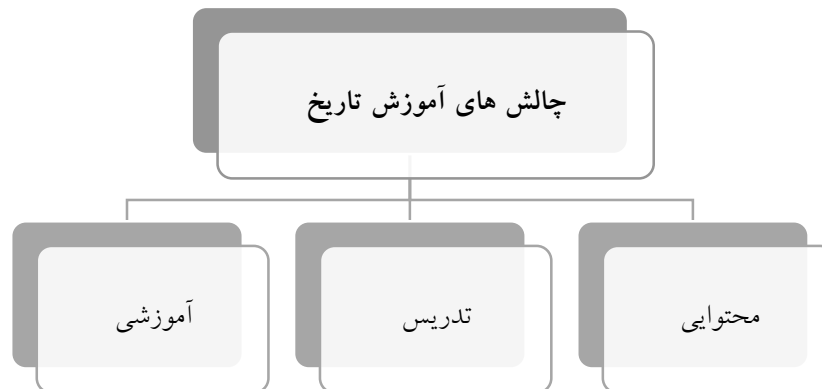 چالش های آموزش تاریخ
محتوایی
تدریس
آموزشی